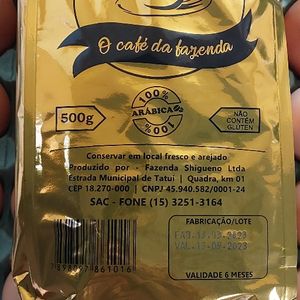 O café da fazenda
500g
100%
ARÁBICA
100%
NÃO
CONTÉM
GLÚTEN
Conservar em local fresco e arejado
Produzido por - Fazenda Shigueno Ltda
Estrada Municipal de Tatuí | Quadra, km 01
CEP 18.270-000 | CNPJ 45.940.582/0001-24
SAC - FONE (15) 3251-3164
FABRICAÇÃO/LOTE
VALIDADE 6 MESES